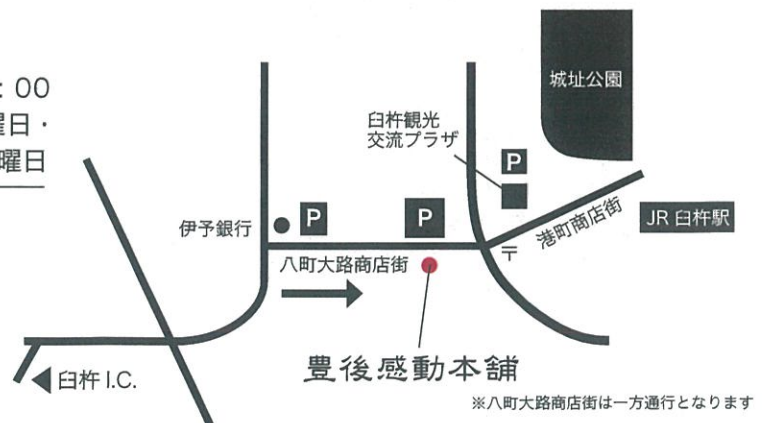 : 00
曜日・
曜日
城址公園
臼杵観光
交流プラザ
P
伊予銀行
P
P
JR 臼杵駅
港町商店街
〒
八町大路商店街
臼杵 I.C.
豊後感動本舗
※八町大路商店街は一方通行となります